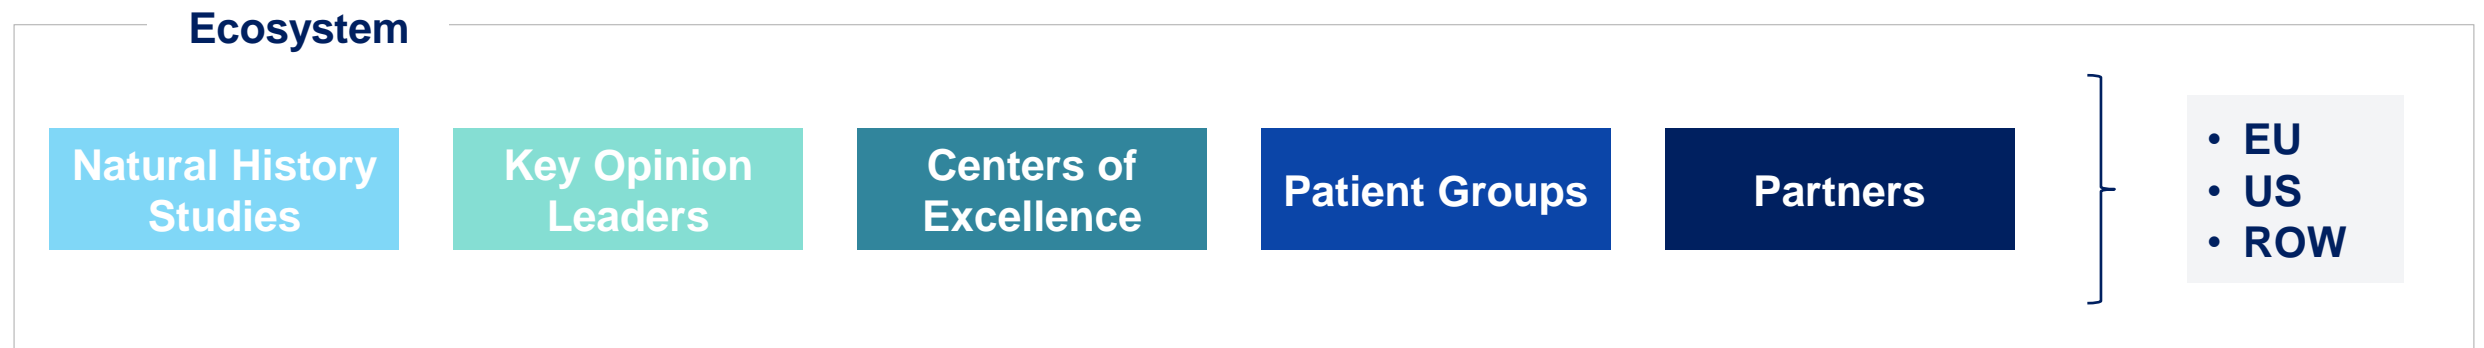 Ecosystem
Natural History
Studies
Key Opinion
Leaders
Centers of
Excellence
Patient Groups
Partners
• EU
• US
• ROW